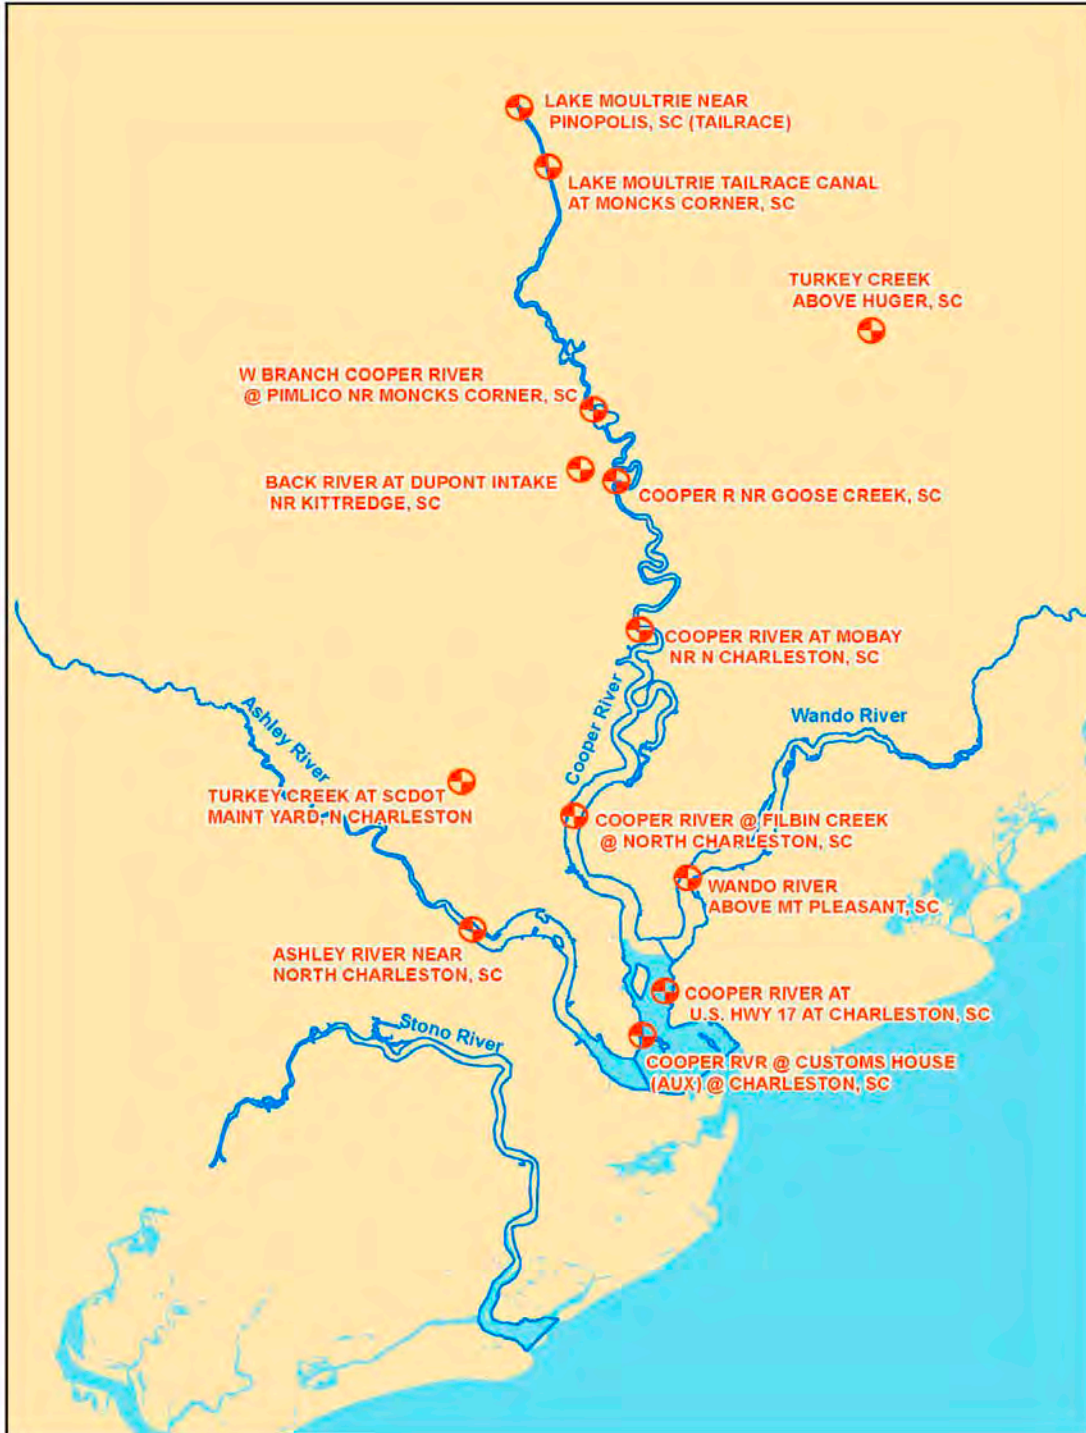 LAKE MOULTRIE NEAR
PINOPOLIS, SC (TAILRACE)
LAKE MOULTRIE TAILRACE CANAL
AT MONCKS CORNER, SC
TURKEY CREEK
ABOVE HUGER, SC
W BRANCH COOPER RIVER
@ PIMLICO NR MONCKS CORNER, SC
BACK RIVER AT DUPONT INTAKE
NR KITTREDGE, SC
COOPER R NR GOOSE CREEK, SC
COOPER RIVER AT MOBAY
NR N CHARLESTON, SC
Ashley River
Cooper River
Wando River
TURKEY CREEK AT SCDOT
MAINT YARD, N CHARLESTON
COOPER RIVER @ FILBIN CREEK
@ NORTH CHARLESTON, SC
WANDO RIVER
ABOVE MT PLEASANT, SC
ASHLEY RIVER NEAR
NORTH CHARLESTON, SC
COOPER RIVER AT
U.S. HWY 17 AT CHARLESTON, SC
Stono River
COOPER RVR @ CUSTOMS HOUSE
(AUX) @ CHARLESTON, SC